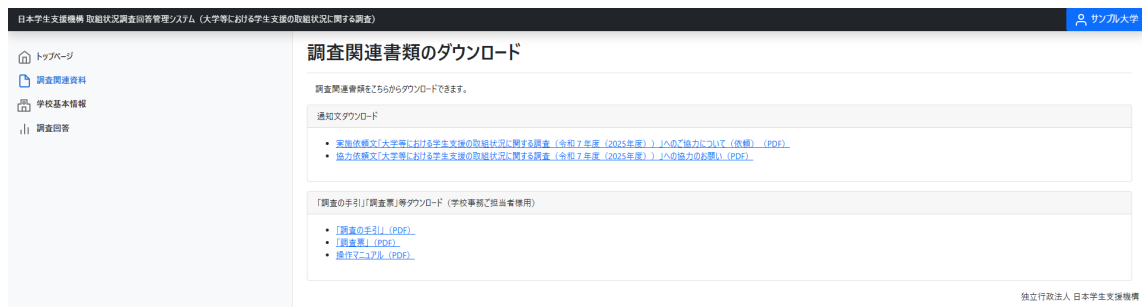 日本学生支援機構 取組状況調査回答管理システム（大学等における学生支援の取組状況に関する調査）
サンプル大学
トップページ
調査関連資料
学校基本情報
調査回答
調査関連書類のダウンロード
調査関連書類をこちらからダウンロードできます。
通知文ダウンロード
実施依頼文「大学等における学生支援の取組状況に関する調査（令和７年度（2025年度））」へのご協力について（依頼）（PDF）
協力依頼文「大学等における学生支援の取組状況に関する調査（令和７年度（2025年度））」への協力のお願い（PDF）
「調査の手引」「調査票」等ダウンロード（学校事務ご担当者様用）
「調査の手引」（PDF）
「調査票」（PDF）
操作マニュアル（PDF）
独立行政法人 日本学生支援機構